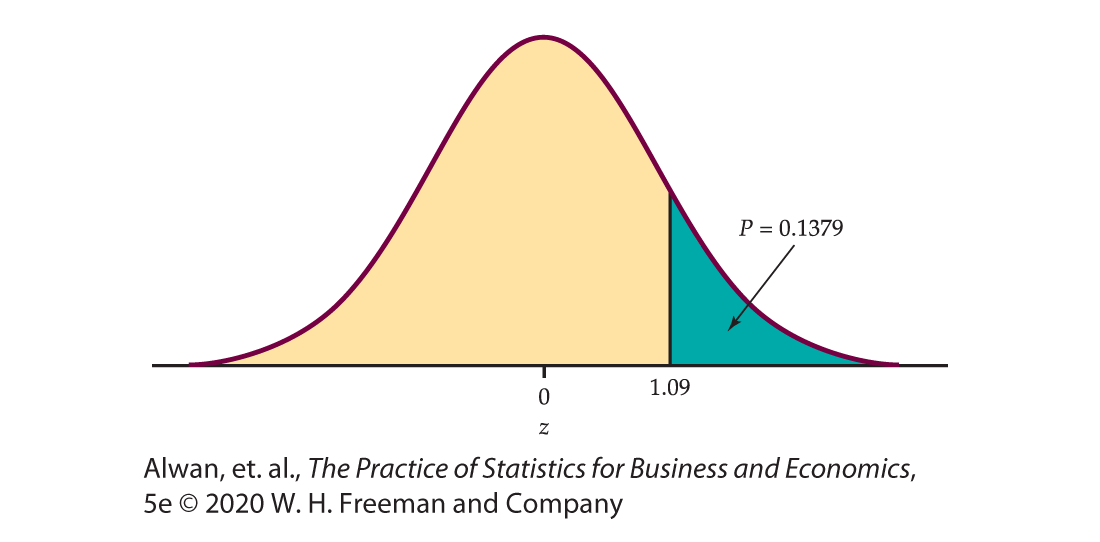 P = 0.1379
0
1.09
z
Alwan, et. al., The Practice of Statistics for Business and Economics,
5e © 2020 W. H. Freeman and Company